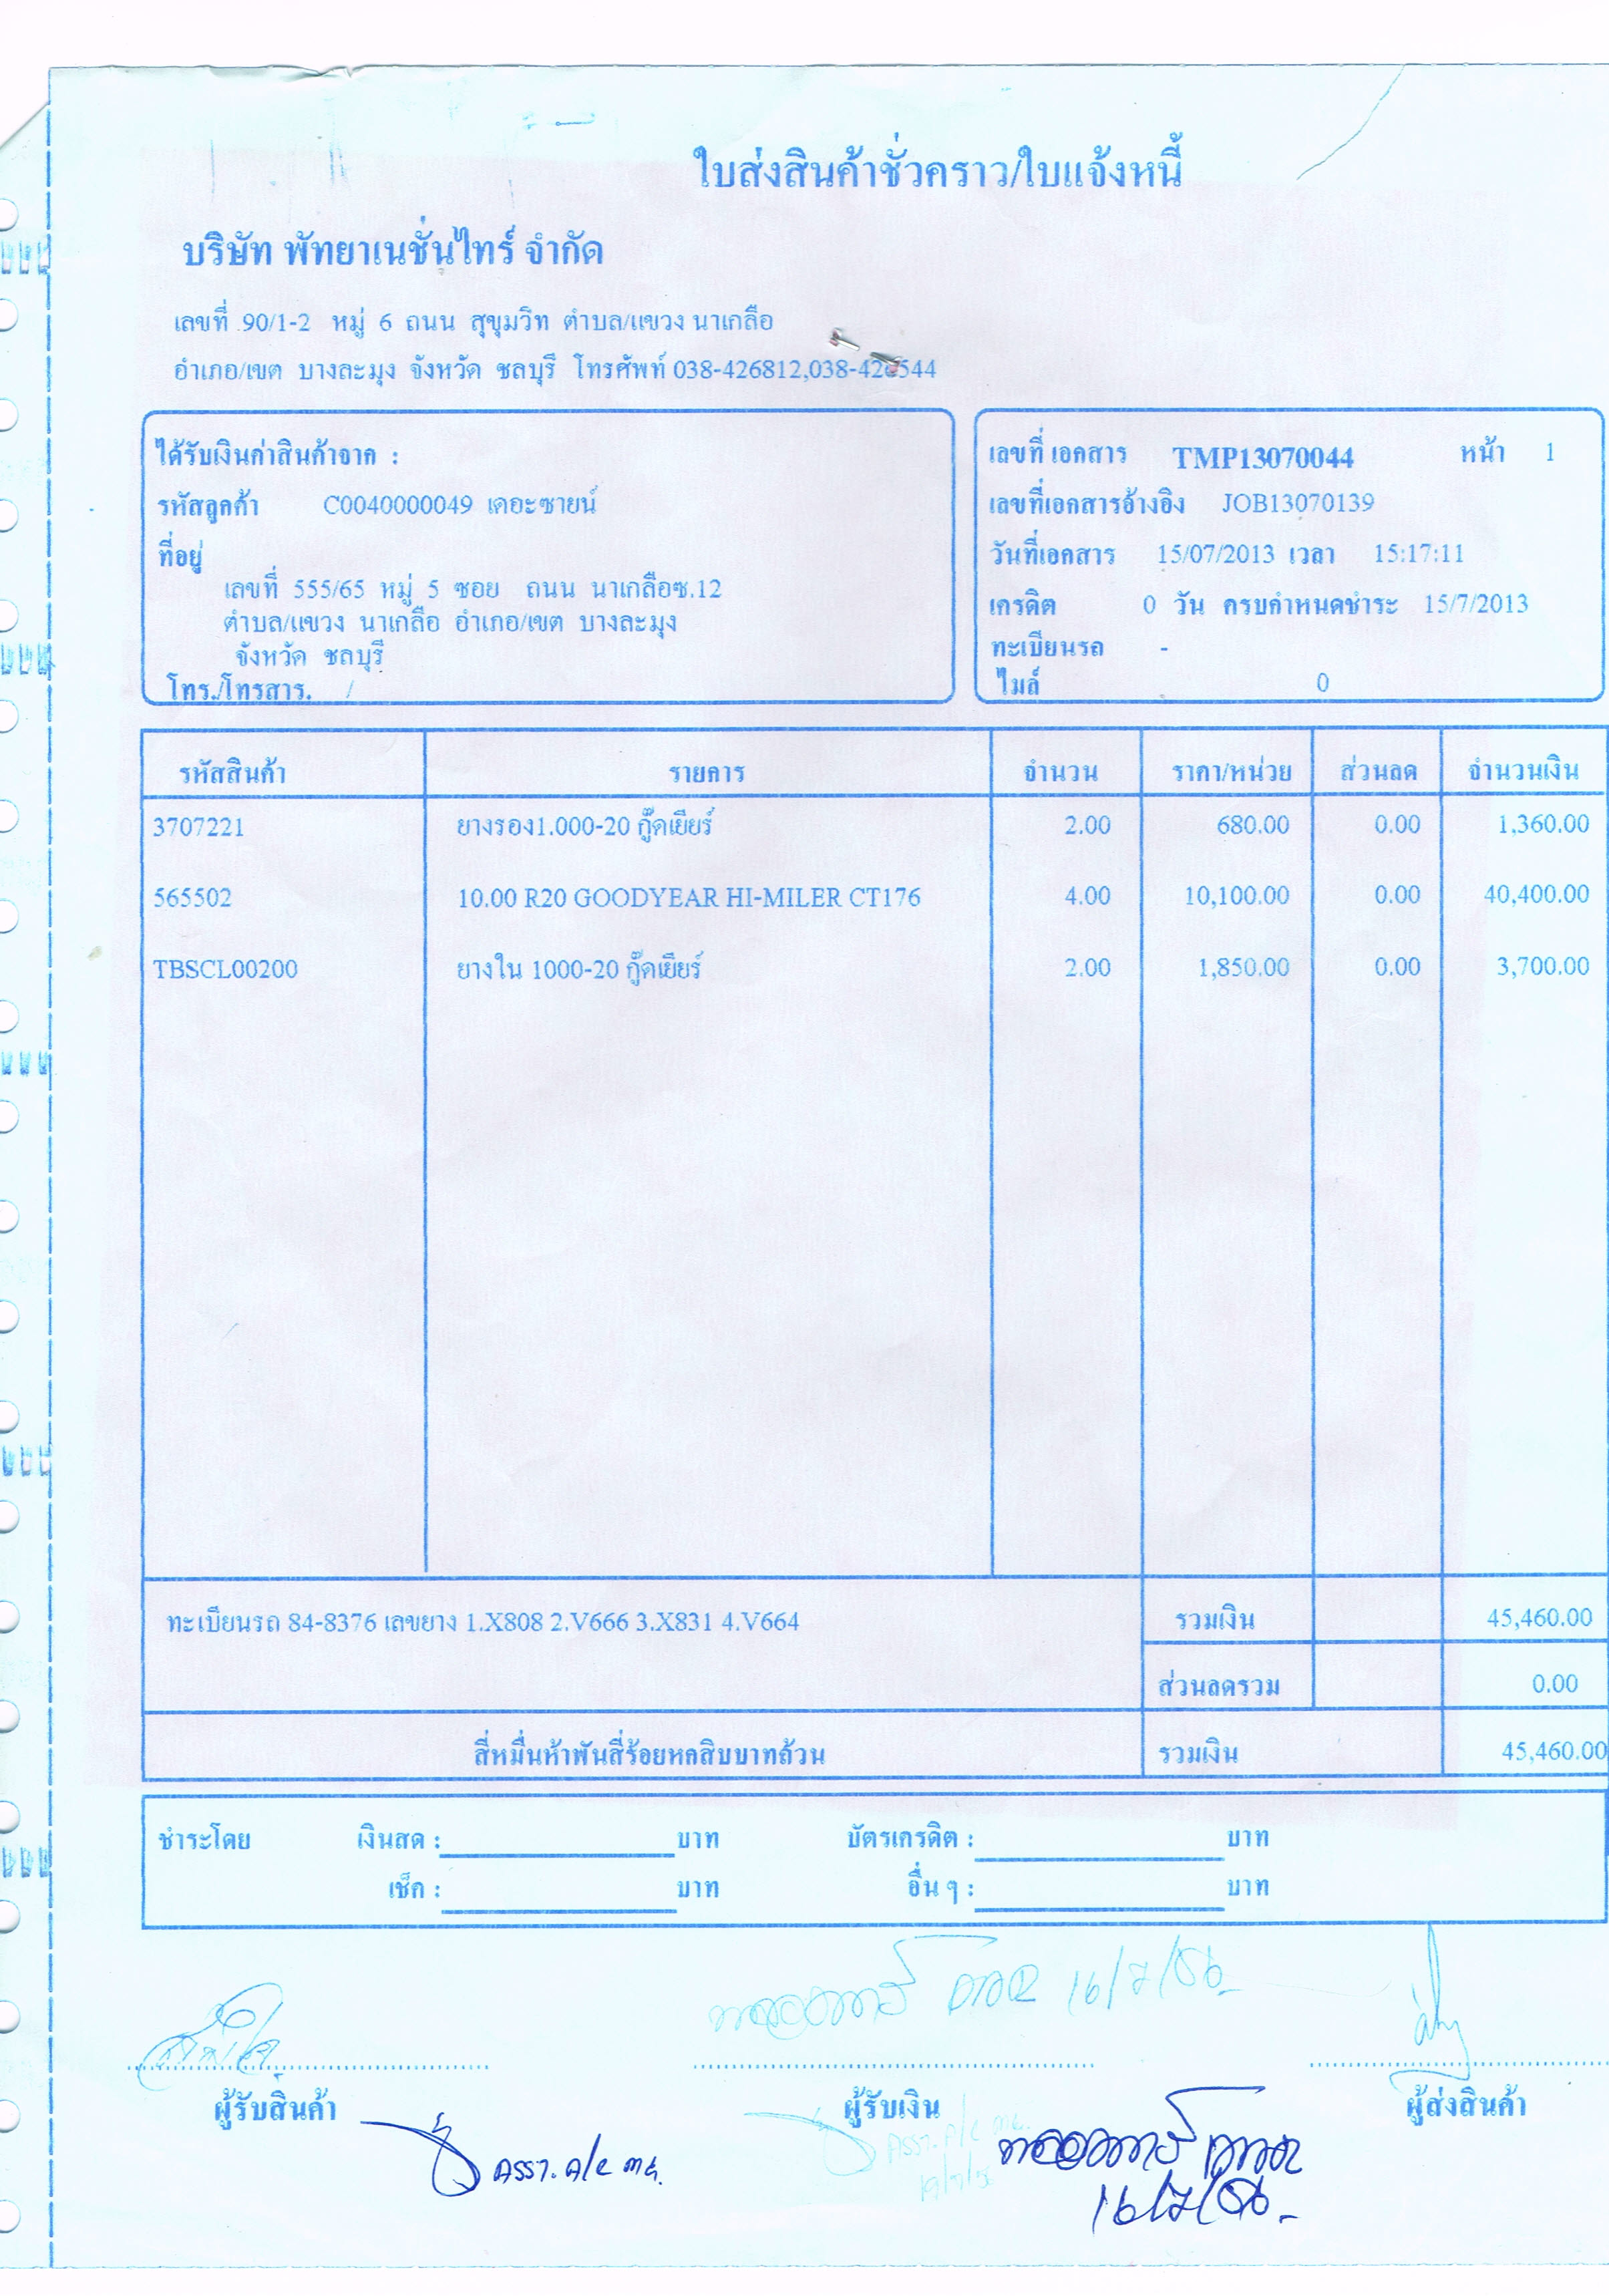 ใบส่งสินค้าชั่วคราว/ใบแจ้งหนี้
บริษัท พัทยาเนชั่นไทร์ จำกัด
เลขที่ 90/1-2 หมู่ 6 ถนน สุขุมวิท ตำบล/แขวง นาเกลือ
อำเภอ/เขต บางละมุง จังหวัด ชลบุรี โทรศัพท์ 038-426812,038-426544
ได้รับเงินค่าสินค้าจาก :
รหัสลูกค้า C0040000049 เดอะซายน์
ที่อยู่
เลขที่ 555/65 หมู่ 5 ซอย ถนน นาเกลือซ.12
ตำบล/แขวง นาเกลือ อำเภอ/เขต บางละมุง
จังหวัด ชลบุรี
โทร./โทรสาร. /
เลขที่ เอกสาร TMP13070044 หน้า 1
เลขที่เอกสารอ้างอิง JOB13070139
วันที่เอกสาร 15/07/2013 เวลา 15:17:11
เครดิต 0 วัน ครบกำหนดชำระ 15/7/2013
ทะเบียนรถ -
ไมล์ 0
รหัสสินค้า รายการ จำนวน ราคา/หน่วย ส่วนลด จำนวนเงิน
3707221 ยางรอง1.000-20 กู๊ดเยียร์ 2.00 680.00 0.00 1,360.00
565502 10.00 R20 GOODYEAR HI-MILER CT176 4.00 10,100.00 0.00 40,400.00
TBSCL00200 ยางใน 1000-20 กู๊ดเยียร์ 2.00 1,850.00 0.00 3,700.00
ทะเบียนรถ 84-8376 เลขยาง 1.X808 2.V666 3.X831 4.V664 รวมเงิน 45,460.00
ส่วนลดรวม 0.00
สี่หมื่นห้าพันสี่ร้อยหกสิบบาทถ้วน รวมเงิน 45,460.00
ชำระโดย เงินสด : บาท บัตรเครดิต : บาท
เช็ค : บาท อื่น ๆ : บาท
16/7/56
ผู้รับสินค้า ผู้รับเงิน ผู้ส่งสินค้า
16/7/56